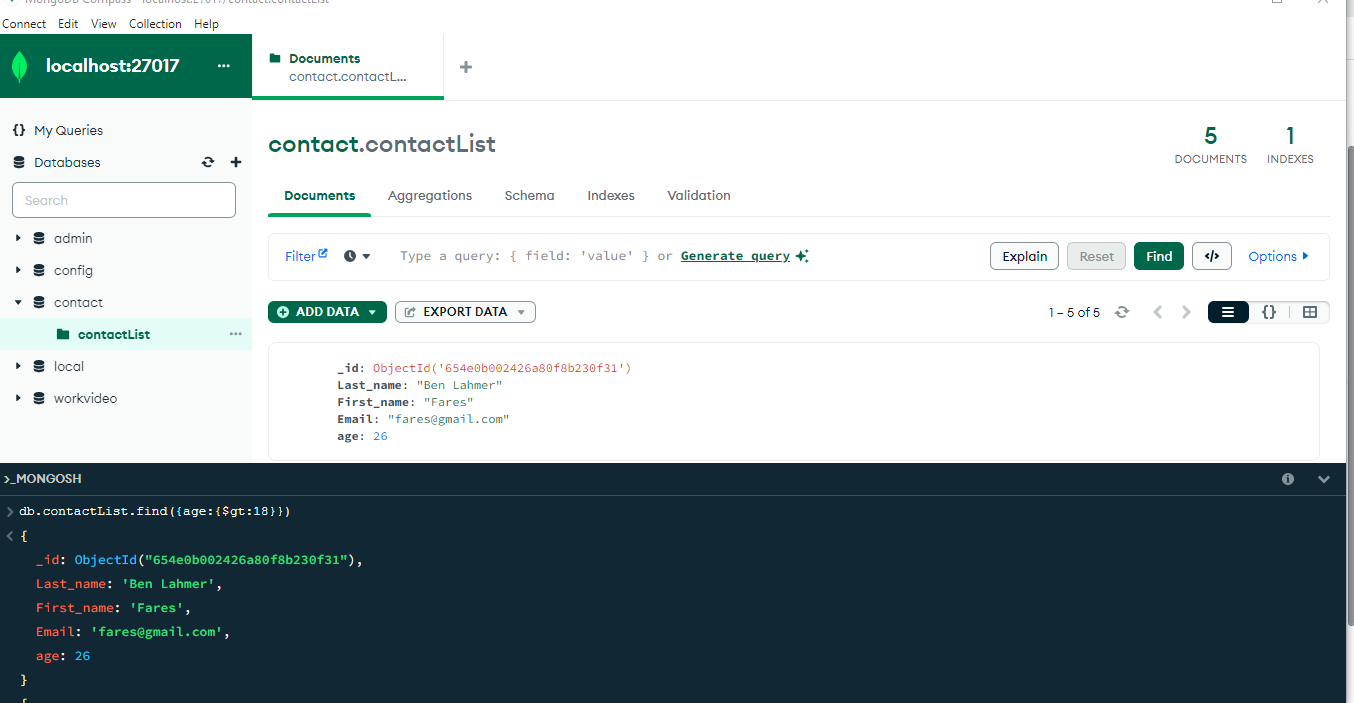 MongoDB Compass - localhost:27017/contact.contactList
Connect Edit View Collection Help
localhost:27017 ...
Documents
contact.contactL...
My Queries
Databases
Search
admin
config
contact
contactList ...
local
workvideo
contact.contactList
5
DOCUMENTS
1
INDEXES
Documents Aggregations Schema Indexes Validation
Filter Type a query: { field: 'value' } or Generate query Explain Reset Find </> Options
ADD DATA EXPORT DATA 1 – 5 of 5 {}
_id: ObjectId('654e0b002426a80f8b230f31')
Last_name: "Ben Lahmer"
First_name: "Fares"
Email: "fares@gmail.com"
age: 26
>_MONGOSH
> db.contactList.find({age:{$gt:18}})
< {
_id: ObjectId("654e0b002426a80f8b230f31"),
Last_name: 'Ben Lahmer',
First_name: 'Fares',
Email: 'fares@gmail.com',
age: 26
}
{